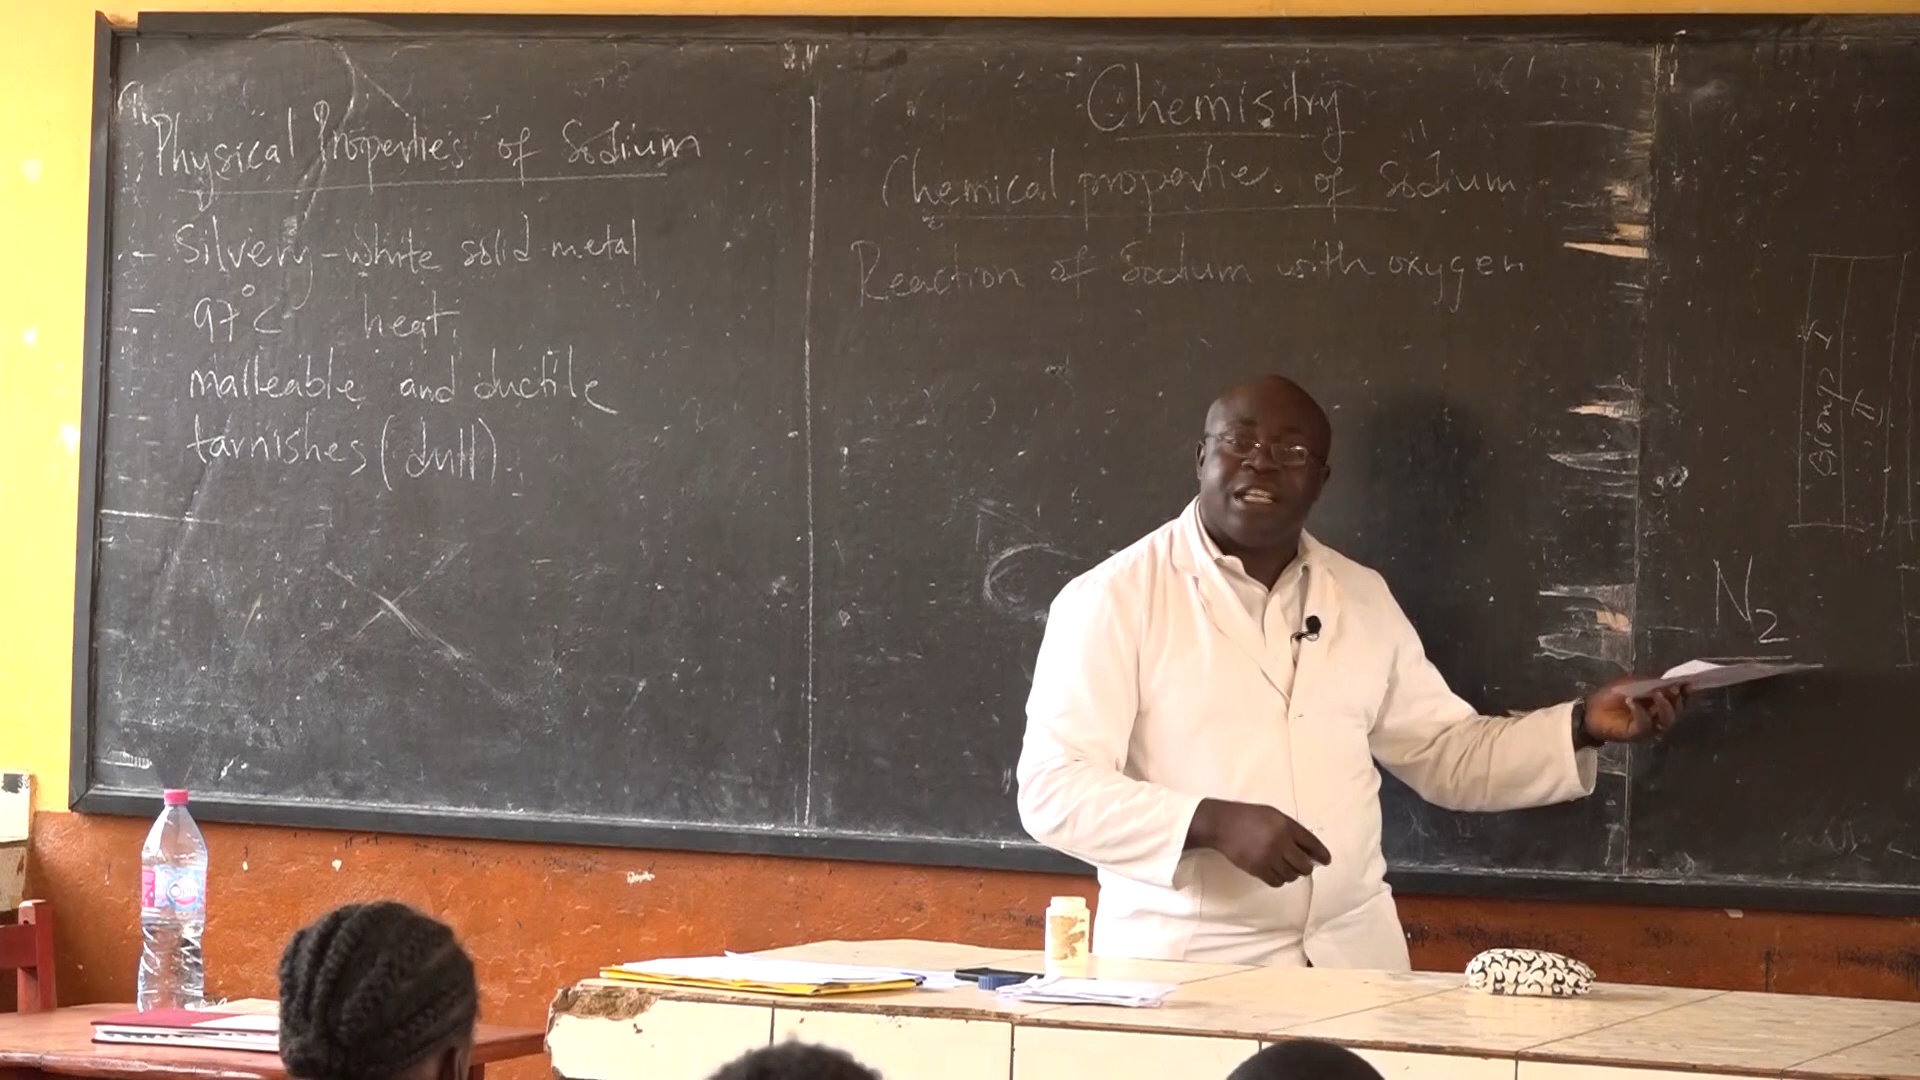 Physical Properties of Sodium
- Silvery-white solid metal
- 97°C heat
malleable and ductile
tarnishes (dull)
Chemistry
Chemical properties of sodium
Reaction of Sodium with oxygen
Group I
II
N2